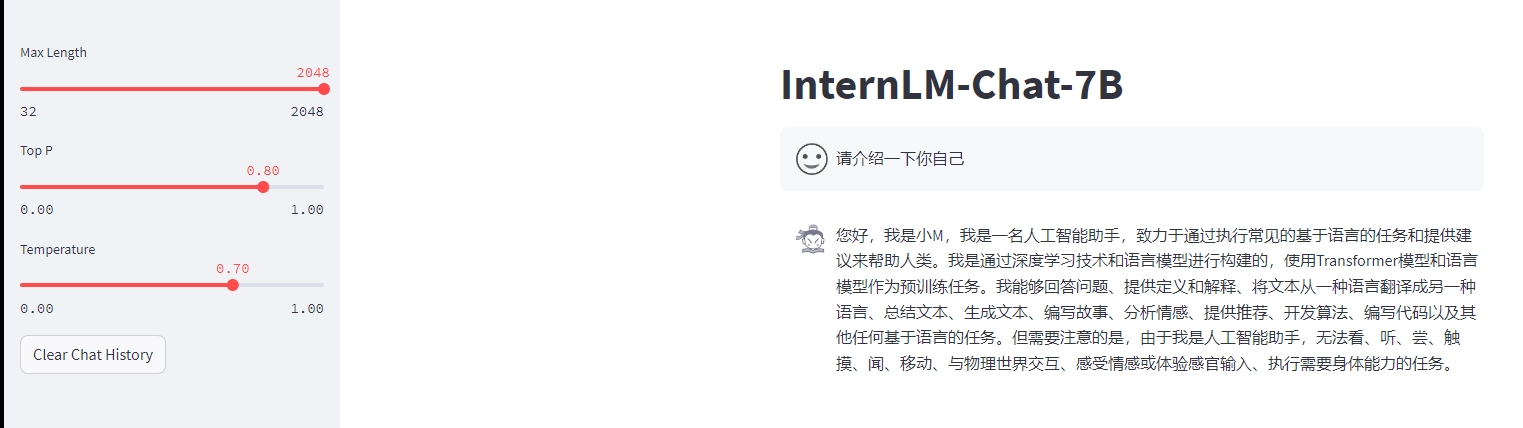 Max Length
2048
32 2048
Top P
0.80
0.00 1.00
Temperature
0.70
0.00 1.00
Clear Chat History
InternLM-Chat-7B
请介绍一下你自己
您好，我是小M，我是一名人工智能助手，致力于通过执行常见的基于语言的任务和提供建
议来帮助人类。我是通过深度学习技术和语言模型进行构建的，使用Transformer模型和语言
模型作为预训练任务。我能够回答问题、提供定义和解释、将文本从一种语言翻译成另一种
语言、总结文本、生成文本、编写故事、分析情感、提供推荐、开发算法、编写代码以及其
他任何基于语言的任务。但需要注意的是，由于我是人工智能助手，无法看、听、尝、触
摸、闻、移动、与物理世界交互、感受情感或体验感官输入、执行需要身体能力的任务。